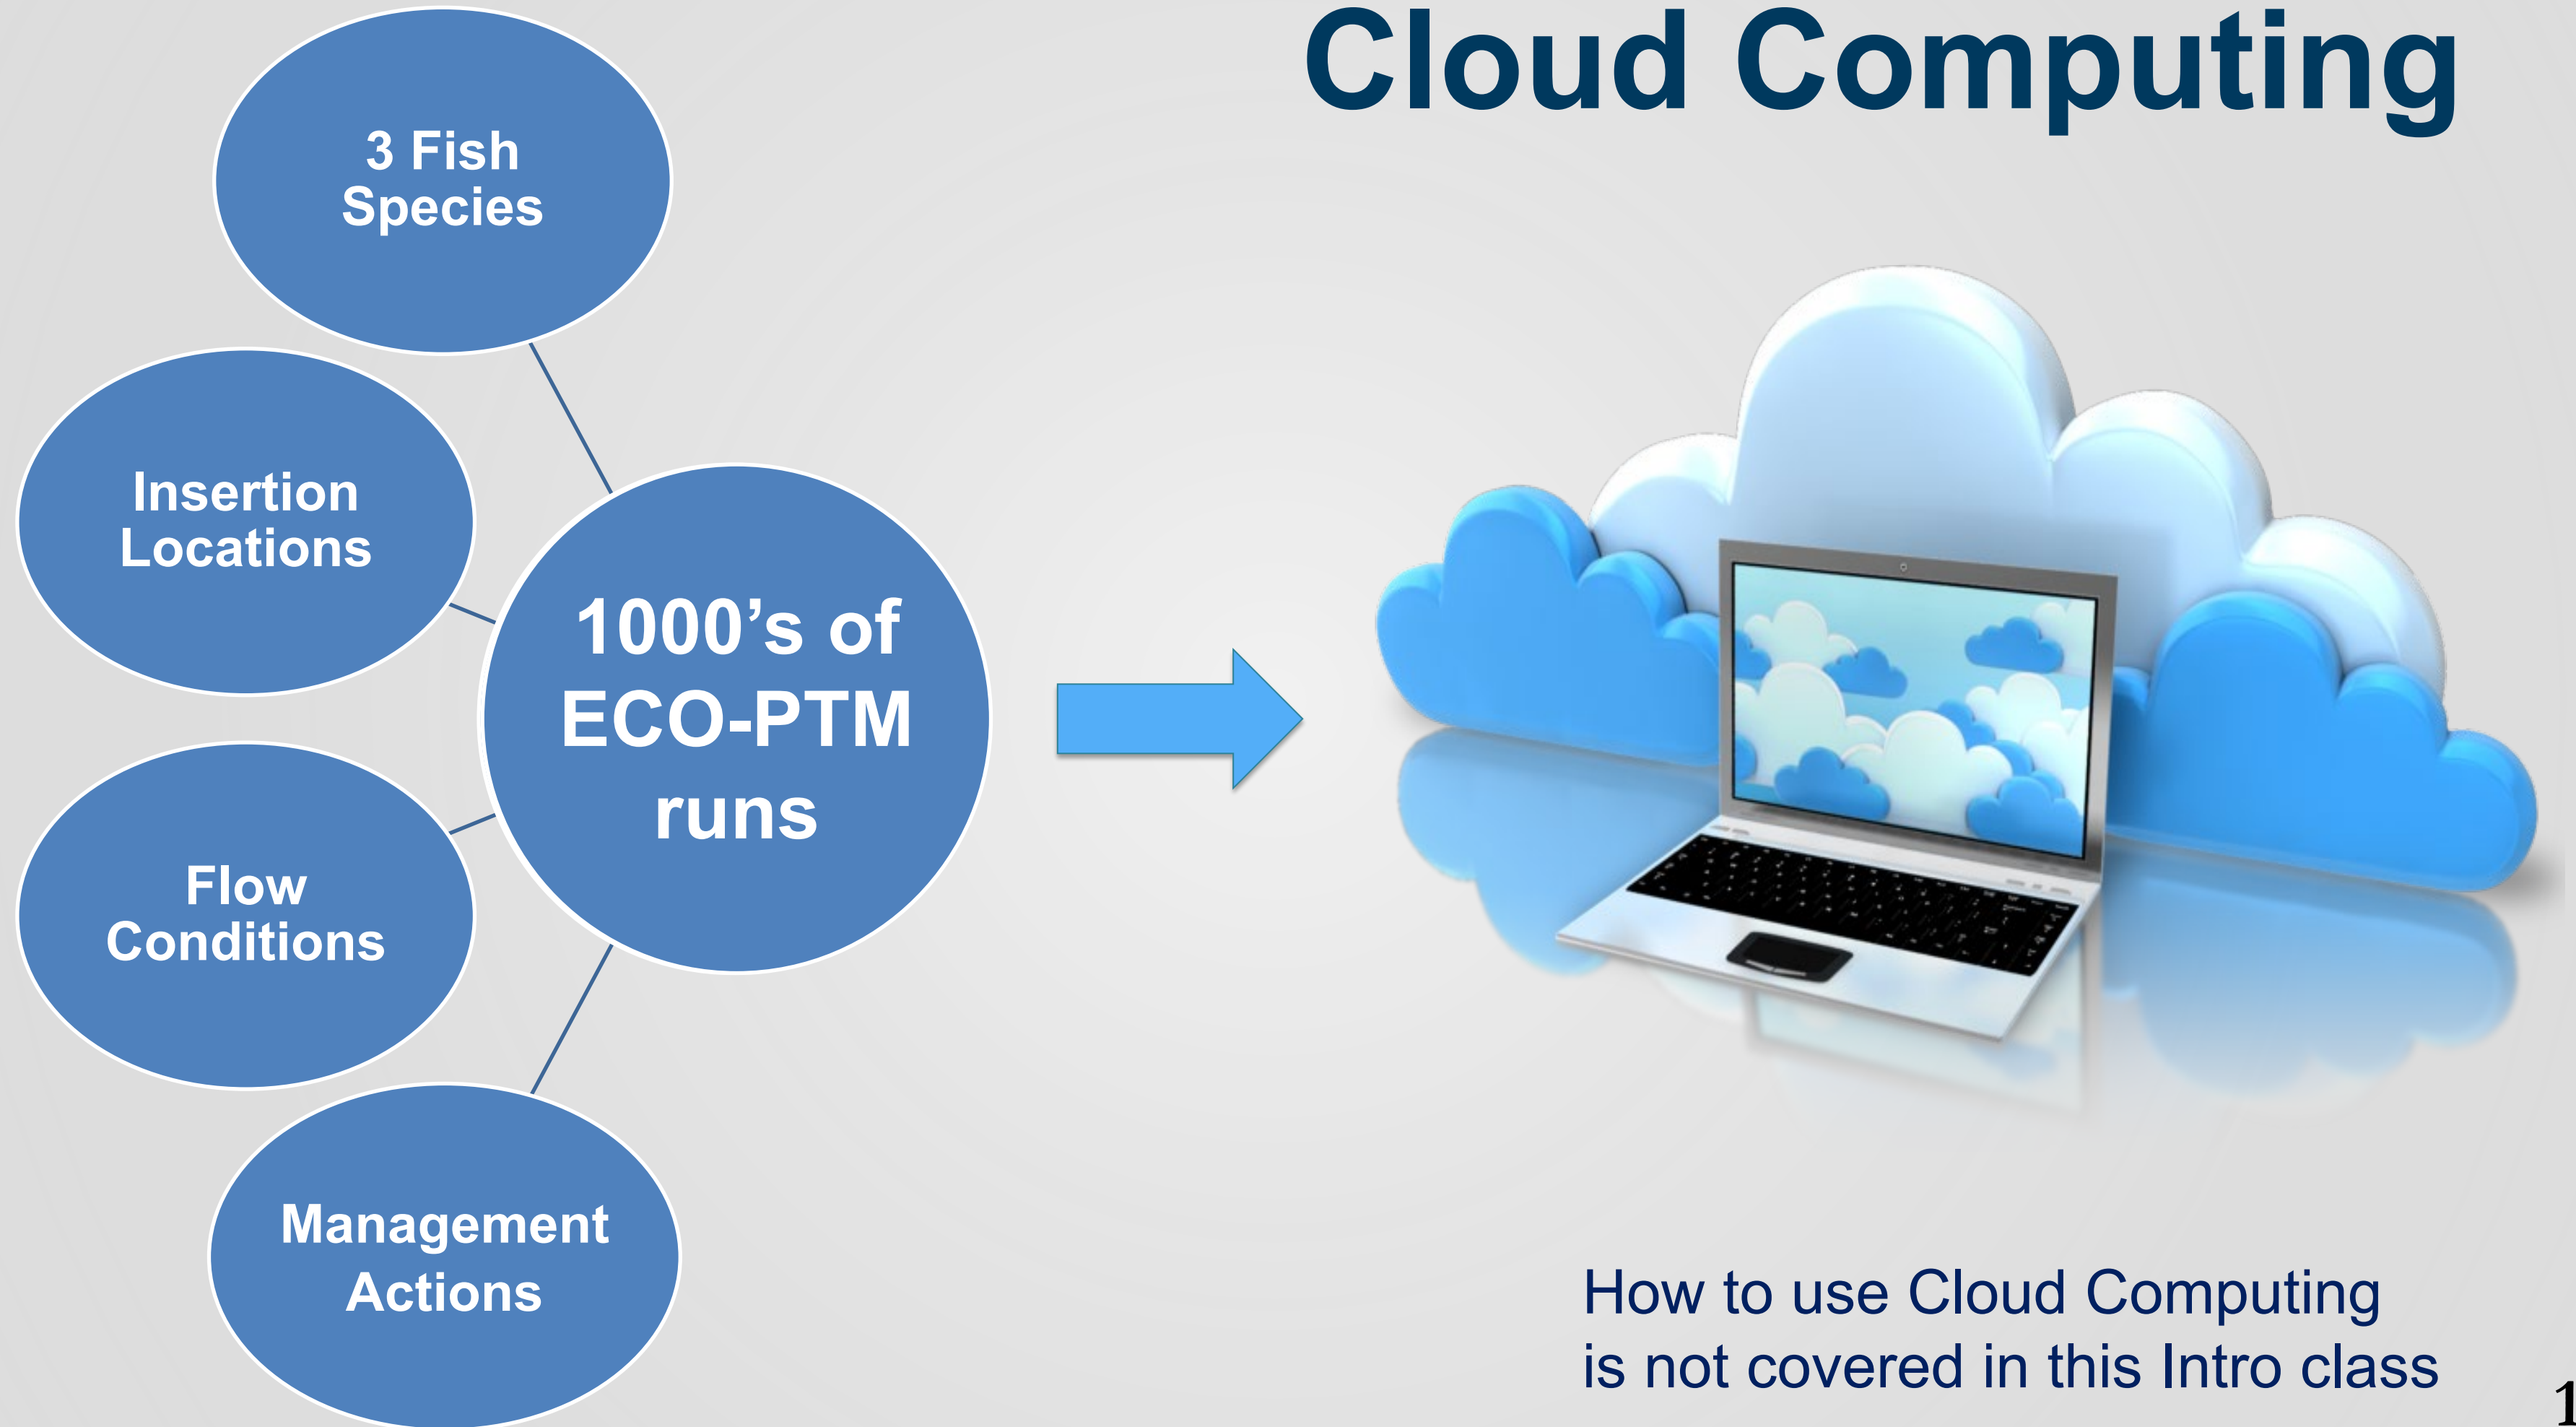 Cloud Computing
3 Fish
Species
Insertion
Locations
Flow
Conditions
Management
Actions
1000’s of
ECO-PTM
runs
How to use Cloud Computing
is not covered in this Intro class
1